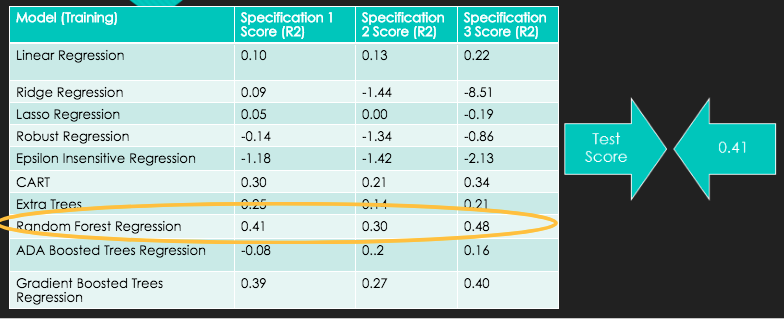 Model (Training) Specification 1 Score (R2) Specification 2 Score (R2) Specification 3 Score (R2)
Linear Regression 0.10 0.13 0.22
Ridge Regression 0.09 -1.44 -8.51
Lasso Regression 0.05 0.00 -0.19
Robust Regression -0.14 -1.34 -0.86
Epsilon Insensitive Regression -1.18 -1.42 -2.13
CART 0.30 0.21 0.34
Extra Trees 0.25 0.14 0.21
Random Forest Regression 0.41 0.30 0.48
ADA Boosted Trees Regression -0.08 0..2 0.16
Gradient Boosted Trees Regression 0.39 0.27 0.40
Test
Score
0.41